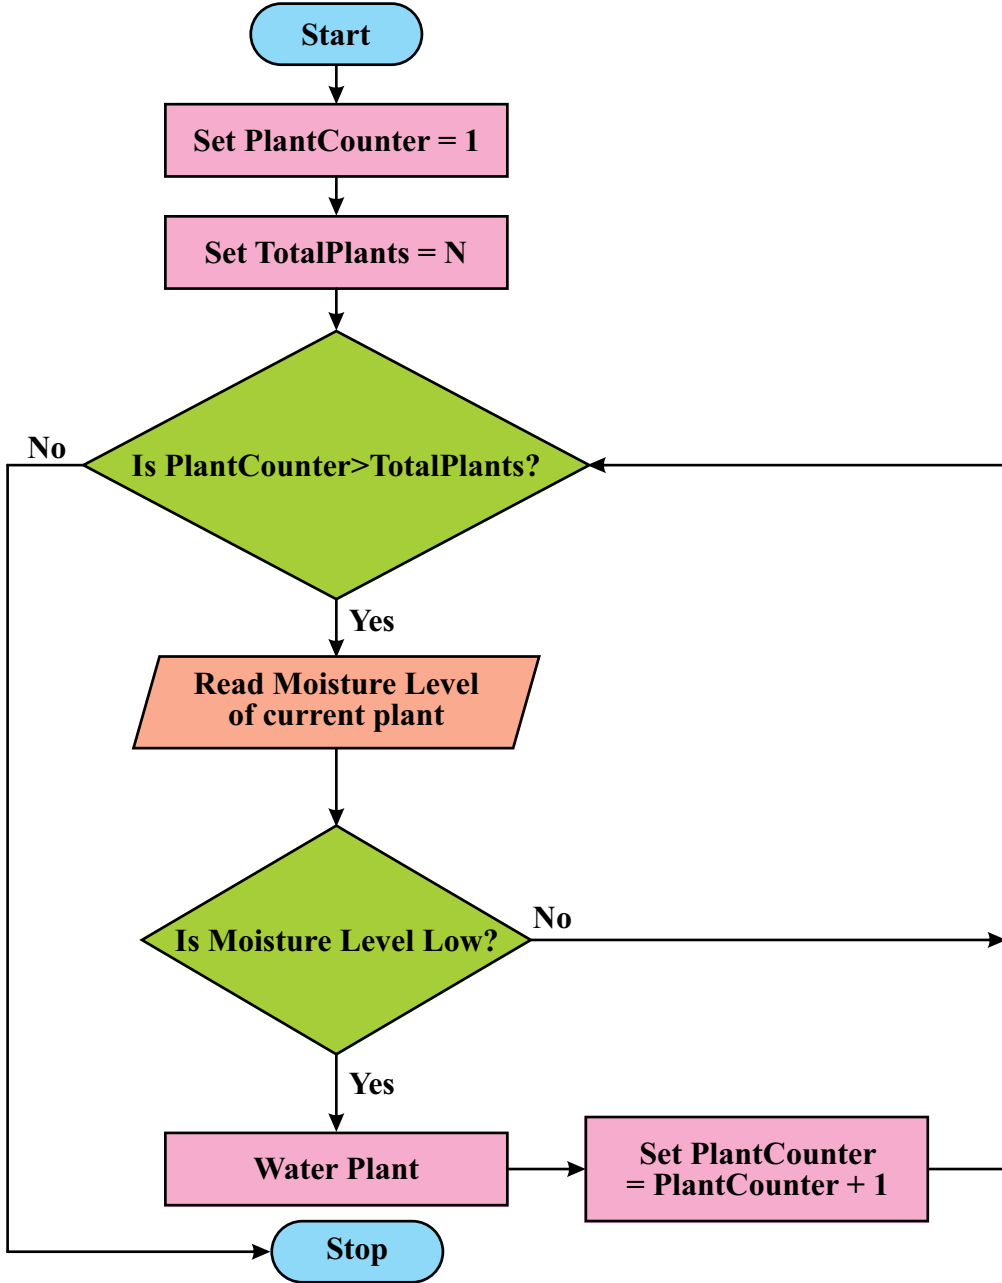 Start
Set PlantCounter = 1
Set TotalPlants = N
No
Is PlantCounter>TotalPlants?
Yes
Read Moisture Level
of current plant
No
Is Moisture Level Low?
Yes
Water Plant
Set PlantCounter
= PlantCounter + 1
Stop